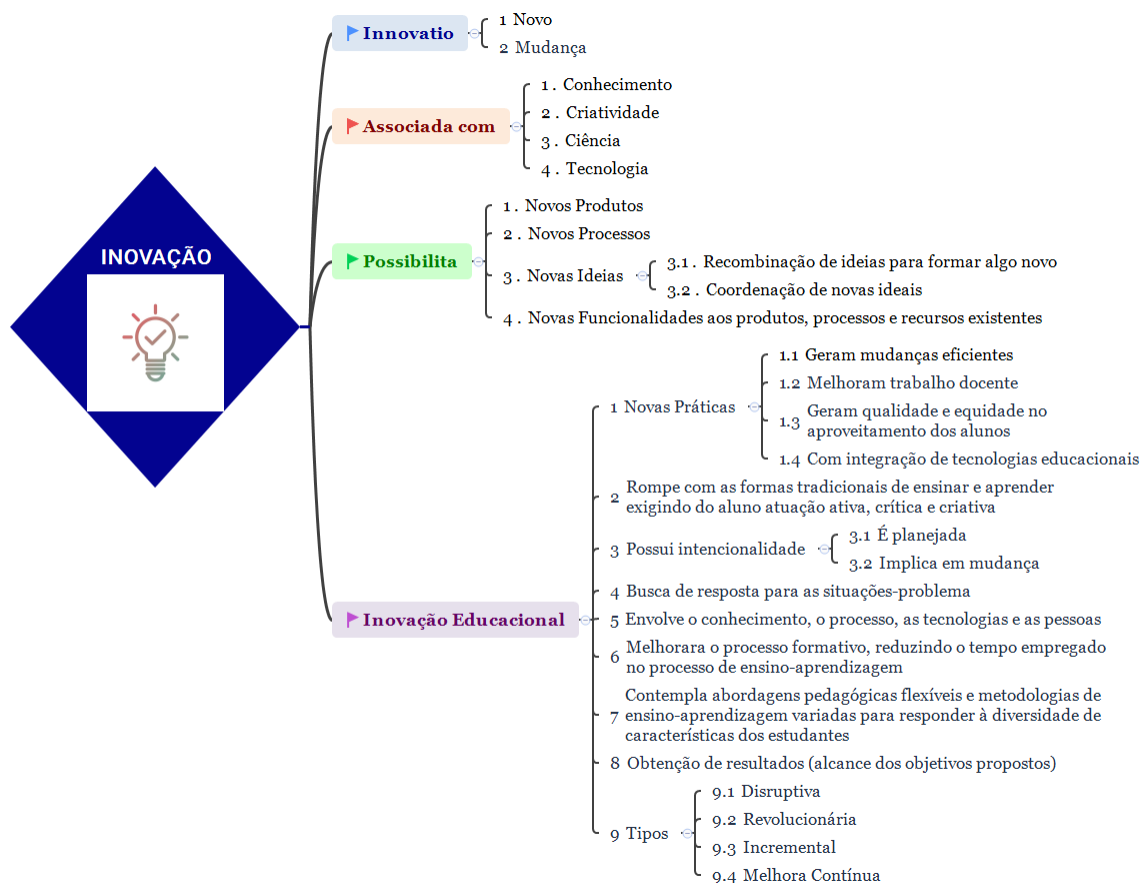 INOVAÇÃO
Innovatio
1 Novo
2 Mudança
Associada com
1 . Conhecimento
2 . Criatividade
3 . Ciência
4 . Tecnologia
Possibilita
1 . Novos Produtos
2 . Novos Processos
3 . Novas Ideias
3.1 . Recombinação de ideias para formar algo novo
3.2 . Coordenação de novas ideais
4 . Novas Funcionalidades aos produtos, processos e recursos existentes
Inovação Educacional
1 Novas Práticas
1.1 Geram mudanças eficientes
1.2 Melhoram trabalho docente
1.3 Geram qualidade e equidade no
aproveitamento dos alunos
1.4 Com integração de tecnologias educacionais
2 Rompe com as formas tradicionais de ensinar e aprender
exigindo do aluno atuação ativa, crítica e criativa
3 Possui intencionalidade
3.1 É planejada
3.2 Implica em mudança
4 Busca de resposta para as situações-problema
5 Envolve o conhecimento, o processo, as tecnologias e as pessoas
6 Melhorara o processo formativo, reduzindo o tempo empregado
no processo de ensino-aprendizagem
7 Contempla abordagens pedagógicas flexíveis e metodologias de
ensino-aprendizagem variadas para responder à diversidade de
características dos estudantes
8 Obtenção de resultados (alcance dos objetivos propostos)
9 Tipos
9.1 Disruptiva
9.2 Revolucionária
9.3 Incremental
9.4 Melhora Contínua